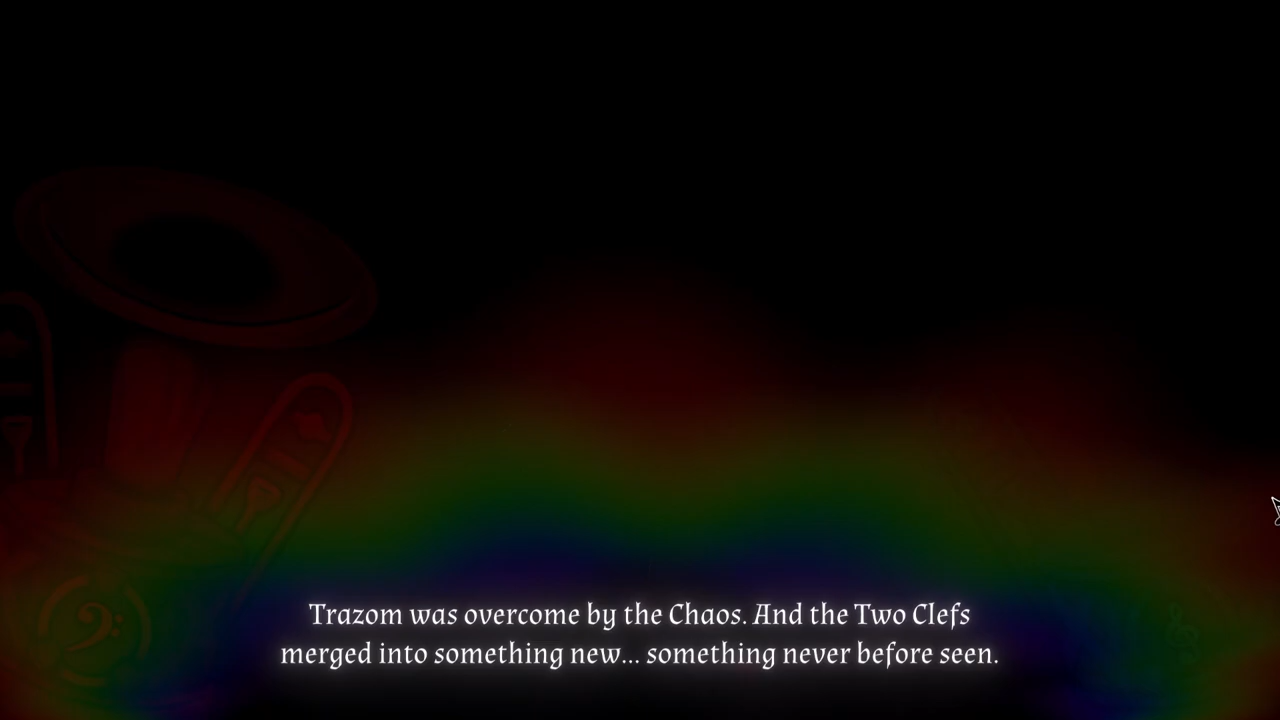 Trazom was overcome by the Chaos. And the Two Clefs
merged into something new... something never before seen.